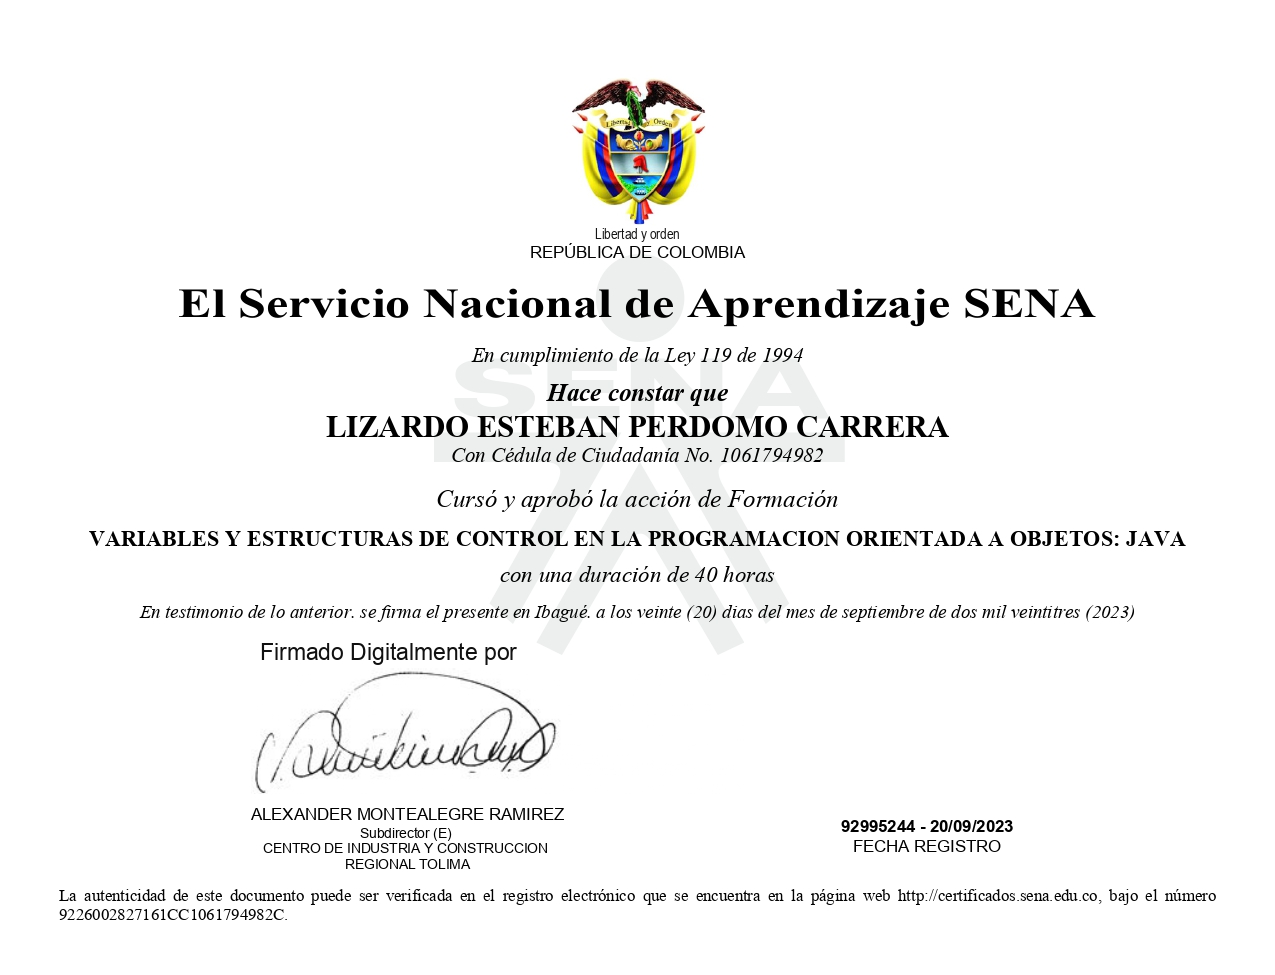 Libertad y Orden
Libertad y orden
REPÚBLICA DE COLOMBIA
El Servicio Nacional de Aprendizaje SENA
En cumplimiento de la Ley 119 de 1994
SENA
Hace constar que
LIZARDO ESTEBAN PERDOMO CARRERA
Con Cédula de Ciudadanía No. 1061794982
Cursó y aprobó la acción de Formación
VARIABLES Y ESTRUCTURAS DE CONTROL EN LA PROGRAMACION ORIENTADA A OBJETOS: JAVA
con una duración de 40 horas
En testimonio de lo anterior. se firma el presente en Ibagué. a los veinte (20) dias del mes de septiembre de dos mil veintitres (2023)
Firmado Digitalmente por
ALEXANDER MONTEALEGRE RAMIREZ
Subdirector (E)
CENTRO DE INDUSTRIA Y CONSTRUCCION
REGIONAL TOLIMA
92995244 - 20/09/2023
FECHA REGISTRO
La autenticidad de este documento puede ser verificada en el registro electrónico que se encuentra en la página web http://certificados.sena.edu.co, bajo el número
9226002827161CC1061794982C.